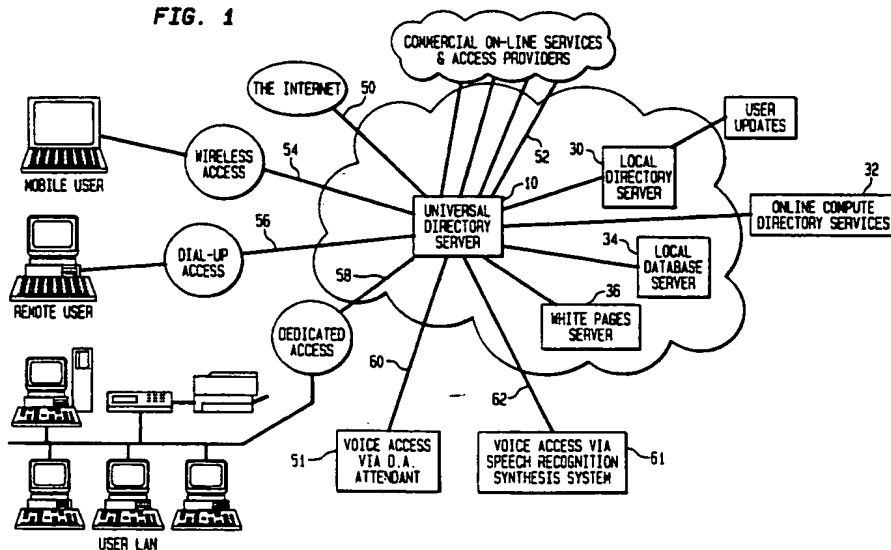 FIG. 1
COMMERCIAL ON-LINE SERVICES
& ACCESS PROVIDERS
THE INTERNET
50
52
USER
UPDATES
MOBILE USER
WIRELESS
ACCESS
54
30
LOCAL
DIRECTORY
SERVER
10
UNIVERSAL
DIRECTORY
SERVER
32
ONLINE COMPUTE
DIRECTORY SERVICES
REMOTE USER
DIAL-UP
ACCESS
56
34
LOCAL
DATABASE
SERVER
58
36
WHITE PAGES
SERVER
DEDICATED
ACCESS
60
62
51
VOICE ACCESS
VIA D.A.
ATTENDANT
VOICE ACCESS VIA
SPEECH RECOGNITION
SYNTHESIS SYSTEM
61
USER LAN